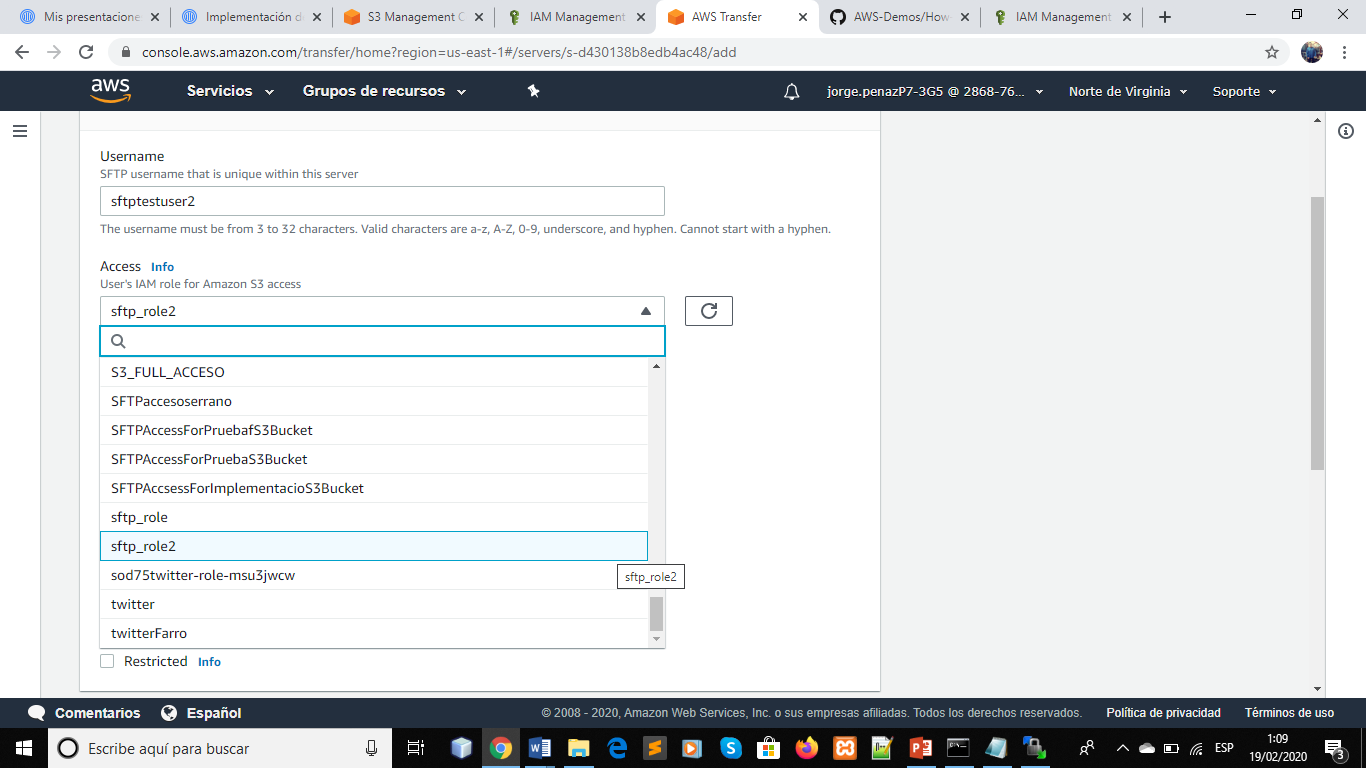 Mis presentacione
Implementación d
S3 Management C
IAM Management
AWS Transfer
AWS-Demos/How
IAM Management
console.aws.amazon.com/transfer/home?region=us-east-1#/servers/s-d430138b8edb4ac48/add
aws
Servicios
Grupos de recursos
jorge.penazP7-3G5 @ 2868-76...
Norte de Virginia
Soporte
Username
SFTP username that is unique within this server
sftptestuser2
The username must be from 3 to 32 characters. Valid characters are a-z, A-Z, 0-9, underscore, and hyphen. Cannot start with a hyphen.
Access Info
User's IAM role for Amazon S3 access
sftp_role2
S3_FULL_ACCESO
SFTPaccesoserrano
SFTPAccessForPruebafS3Bucket
SFTPAccessForPruebaS3Bucket
SFTPAccsessForImplementacioS3Bucket
sftp_role
sftp_role2
sod75twitter-role-msu3jwcw
sftp_role2
twitter
twitterFarro
Restricted Info
Comentarios
Español
© 2008 - 2020, Amazon Web Services, Inc. o sus empresas afiliadas. Todos los derechos reservados.
Política de privacidad
Términos de uso
Escribe aquí para buscar
ESP
1:09
19/02/2020
3